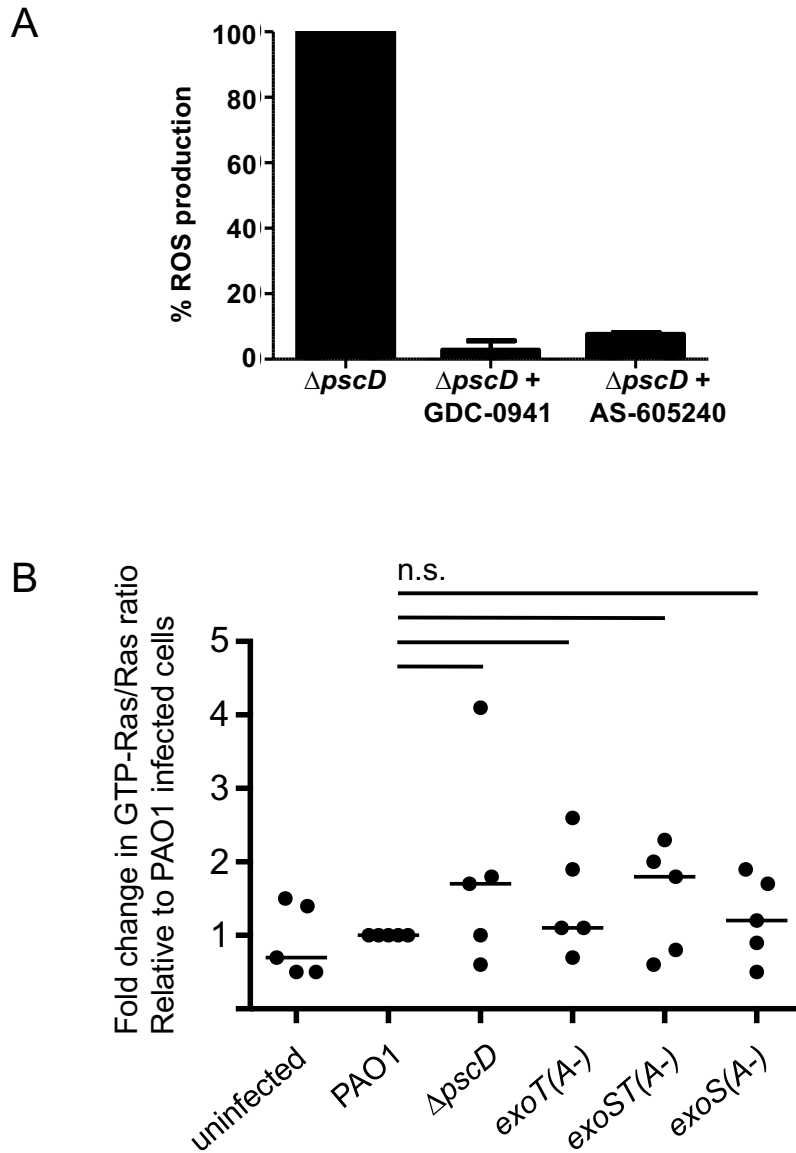 A
% ROS production
100
80
60
40
20
0
ΔpscD
ΔpscD +
GDC-0941
ΔpscD +
AS-605240
B
n.s.
Fold change in GTP-Ras/Ras ratio
Relative to PAO1 infected cells
5
4
3
2
1
uninfected
PAO1
ΔpscD
exoT(A-)
exoST(A-)
exoS(A-)